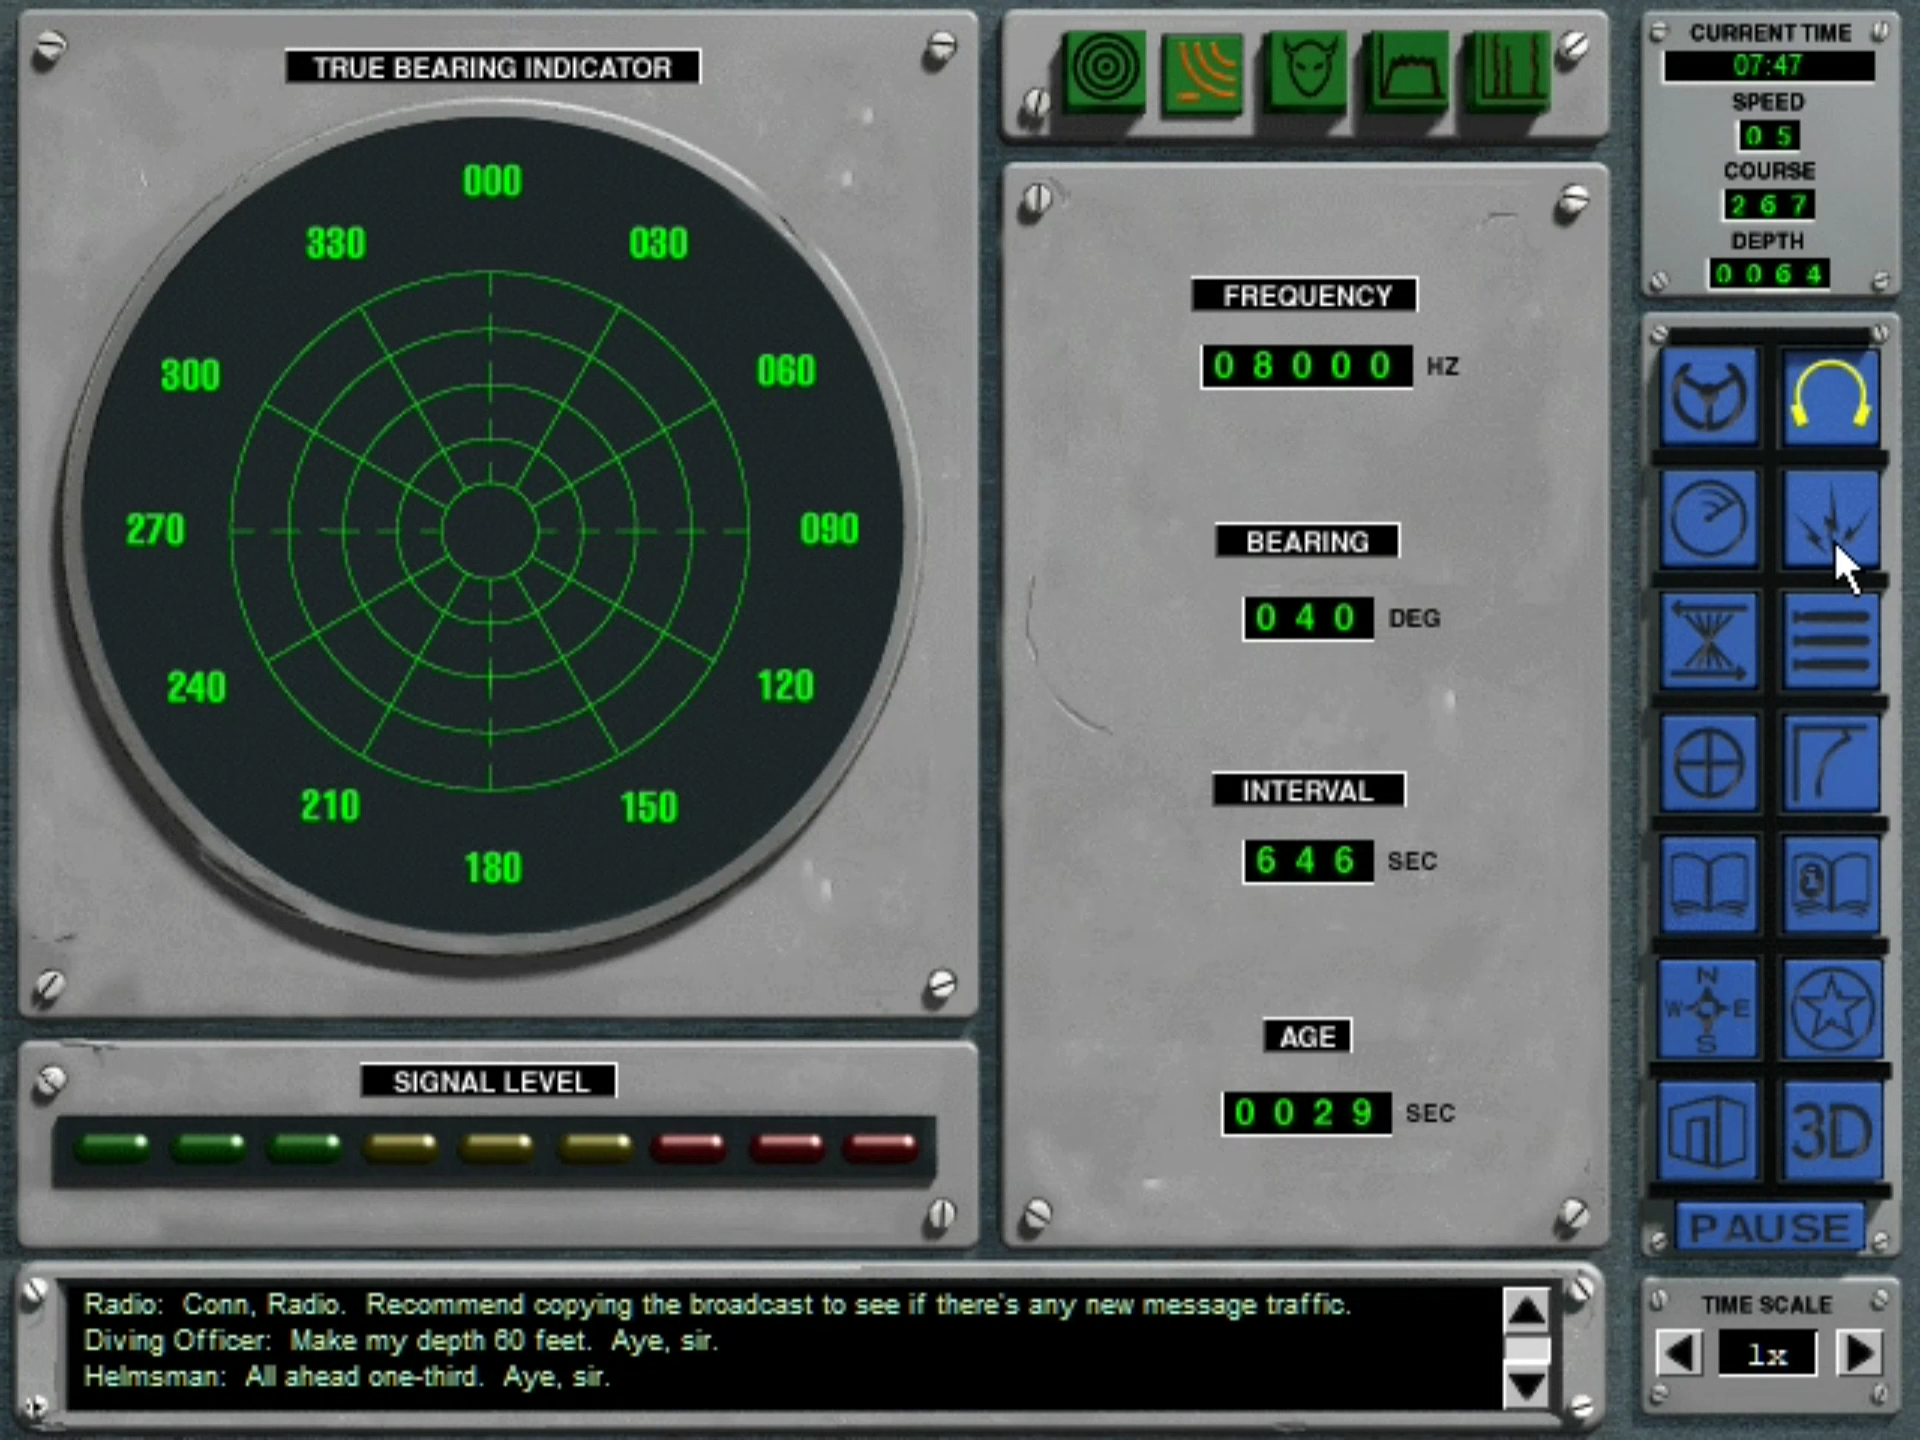 TRUE BEARING INDICATOR
000
330
030
300
060
270
090
240
120
210
150
180
SIGNAL LEVEL
FREQUENCY
08000 HZ
BEARING
040 DEG
INTERVAL
646 SEC
AGE
0029 SEC
CURRENT TIME
07:47
SPEED
05
COURSE
267
DEPTH
0064
N
W E
S
3D
PAUSE
TIME SCALE
1x
Radio: Conn, Radio. Recommend copying the broadcast to see if there's any new message traffic.
Diving Officer: Make my depth 60 feet. Aye, sir.
Helmsman: All ahead one-third. Aye, sir.